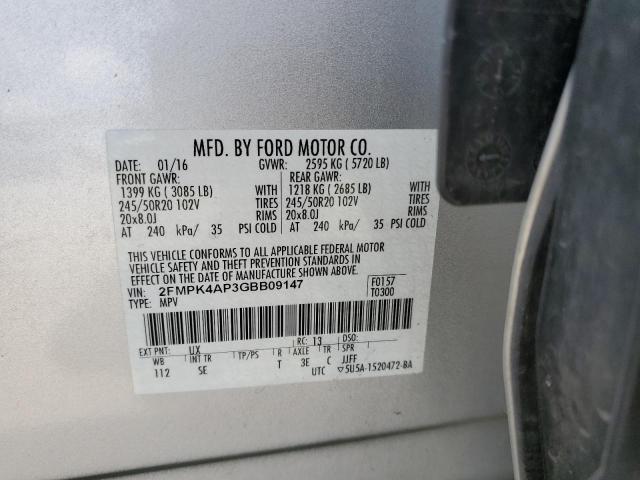 MFD. BY FORD MOTOR CO.
DATE: 01/16 GVWR: 2595 KG ( 5720 LB)
FRONT GAWR: REAR GAWR:
1399 KG ( 3085 LB) WITH 1218 KG ( 2685 LB) WITH
245/50R20 102V TIRES 245/50R20 102V TIRES
20x8.0J RIMS 20x8.0J RIMS
AT 240 kPa/ 35 PSI COLD AT 240 kPa/ 35 PSI COLD
THIS VEHICLE CONFORMS TO ALL APPLICABLE FEDERAL MOTOR
VEHICLE SAFETY AND THEFT PREVENTION STANDARDS IN
EFFECT ON THE DATE OF MANUFACTURE SHOWN ABOVE.
VIN: 2FMPK4AP3GBB09147 F0157
TYPE: MPV T0300
EXT PNT: UX RC: 13 DSO:
WB INT TR TP/PS R AXLE TR SPR
112 SE T 3E C JJFF
UTC ▽5U5A-1520472-BA